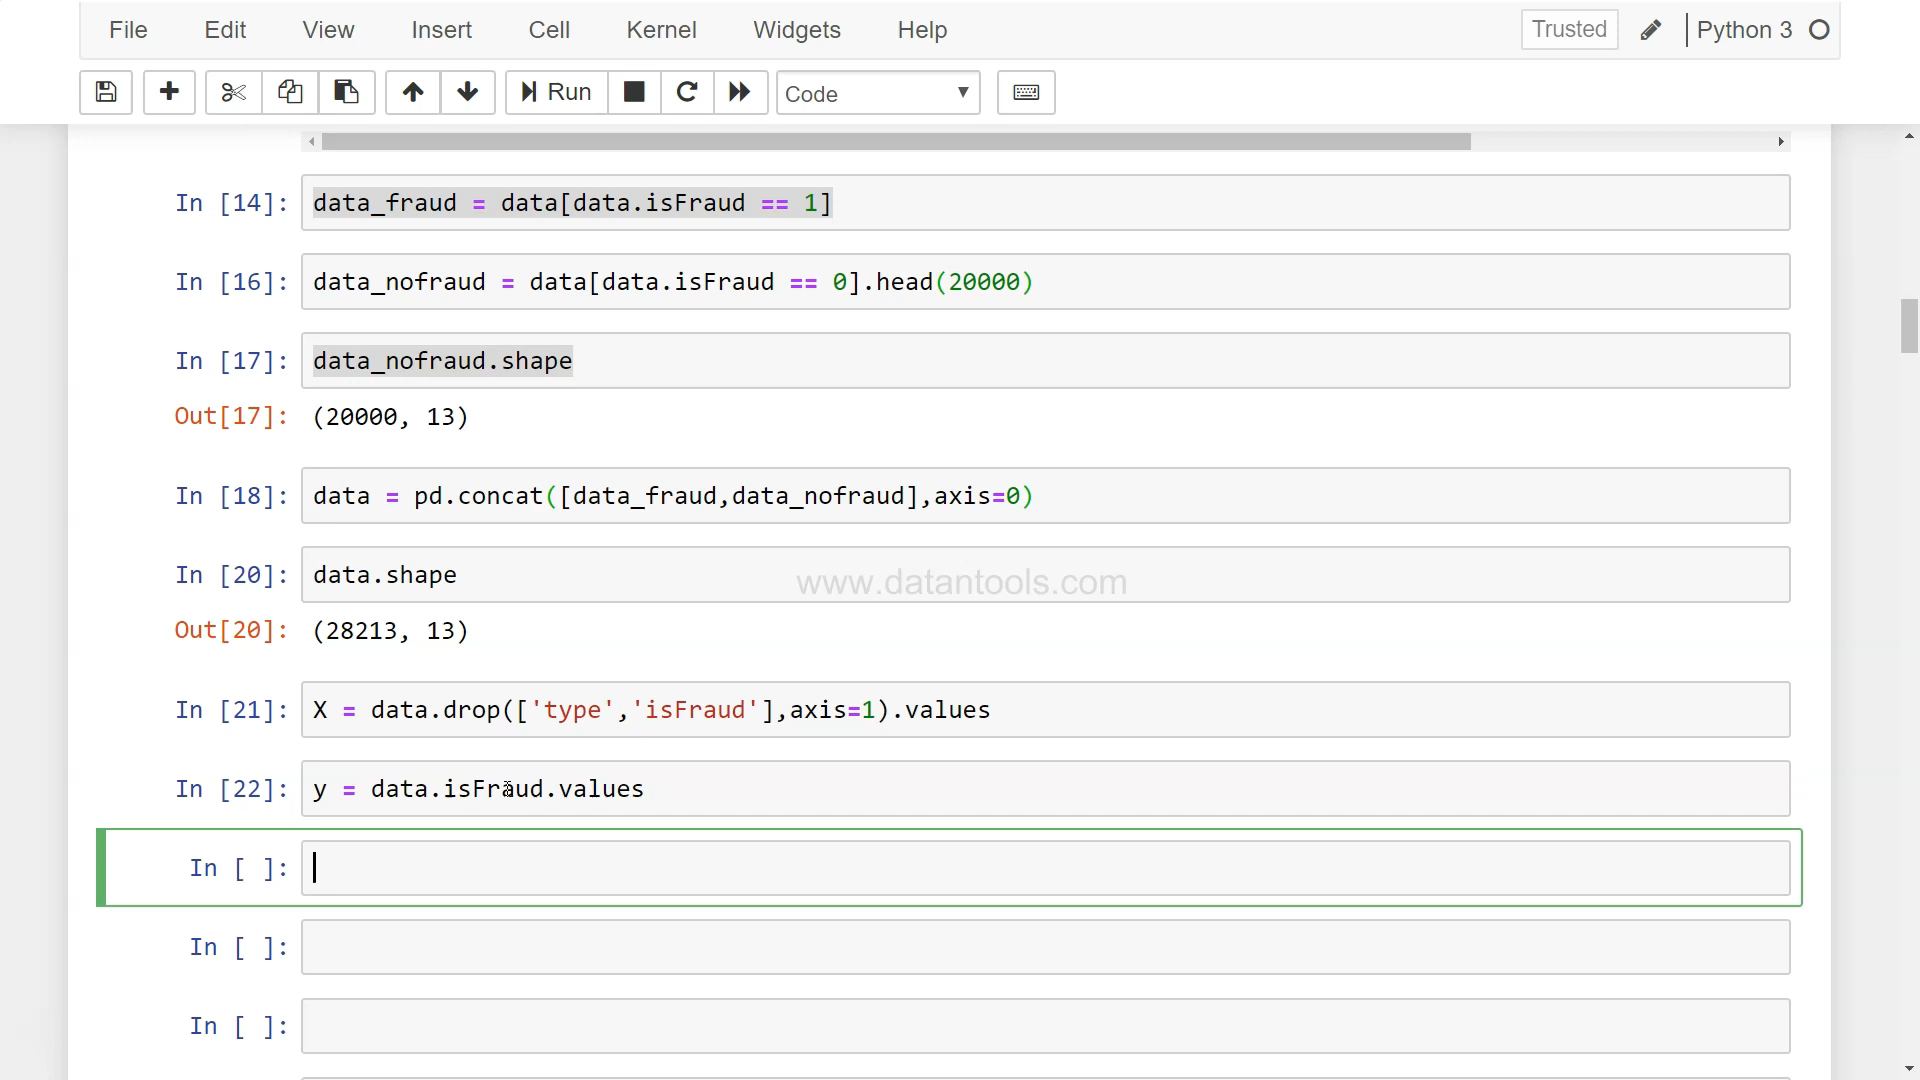 File Edit View Insert Cell Kernel Widgets Help Trusted Python 3
Run Code
In [14]: data_fraud = data[data.isFraud == 1]
In [16]: data_nofraud = data[data.isFraud == 0].head(20000)
In [17]: data_nofraud.shape
Out[17]: (20000, 13)
In [18]: data = pd.concat([data_fraud,data_nofraud],axis=0)
In [20]: data.shape
www.datantools.com
Out[20]: (28213, 13)
In [21]: X = data.drop(['type','isFraud'],axis=1).values
In [22]: y = data.isFraud.values
In [ ]:
In [ ]:
In [ ]: